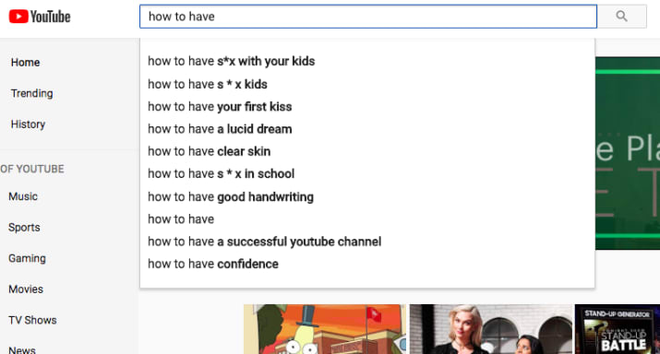 YouTube
how to have
how to have s*x with your kids
how to have s * x kids
how to have your first kiss
how to have a lucid dream
how to have clear skin
how to have s * x in school
how to have good handwriting
how to have
how to have a successful youtube channel
how to have confidence
Home
Trending
History
OF YOUTUBE
Music
Sports
Gaming
Movies
TV Shows
News
e Pla
E T
STAND-UP GENERATOR
STAND-UP
BATTLE